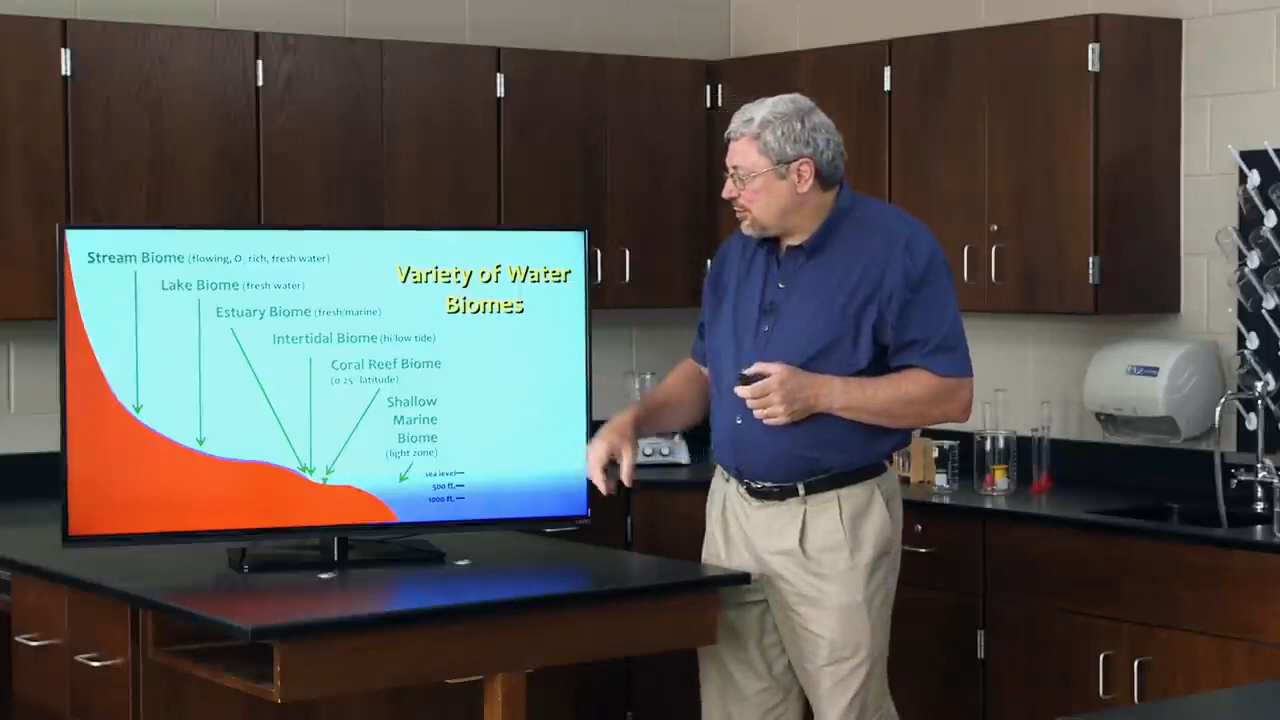 Stream Biome (flowing, O₂ rich, fresh water)
Variety of Water
Biomes
Lake Biome (fresh water)
Estuary Biome (fresh/marine)
Intertidal Biome (hi/low tide)
Coral Reef Biome
(0-25° latitude)
Shallow
Marine
Biome
(light zone)
sea level—
500 ft.—
1000 ft.—